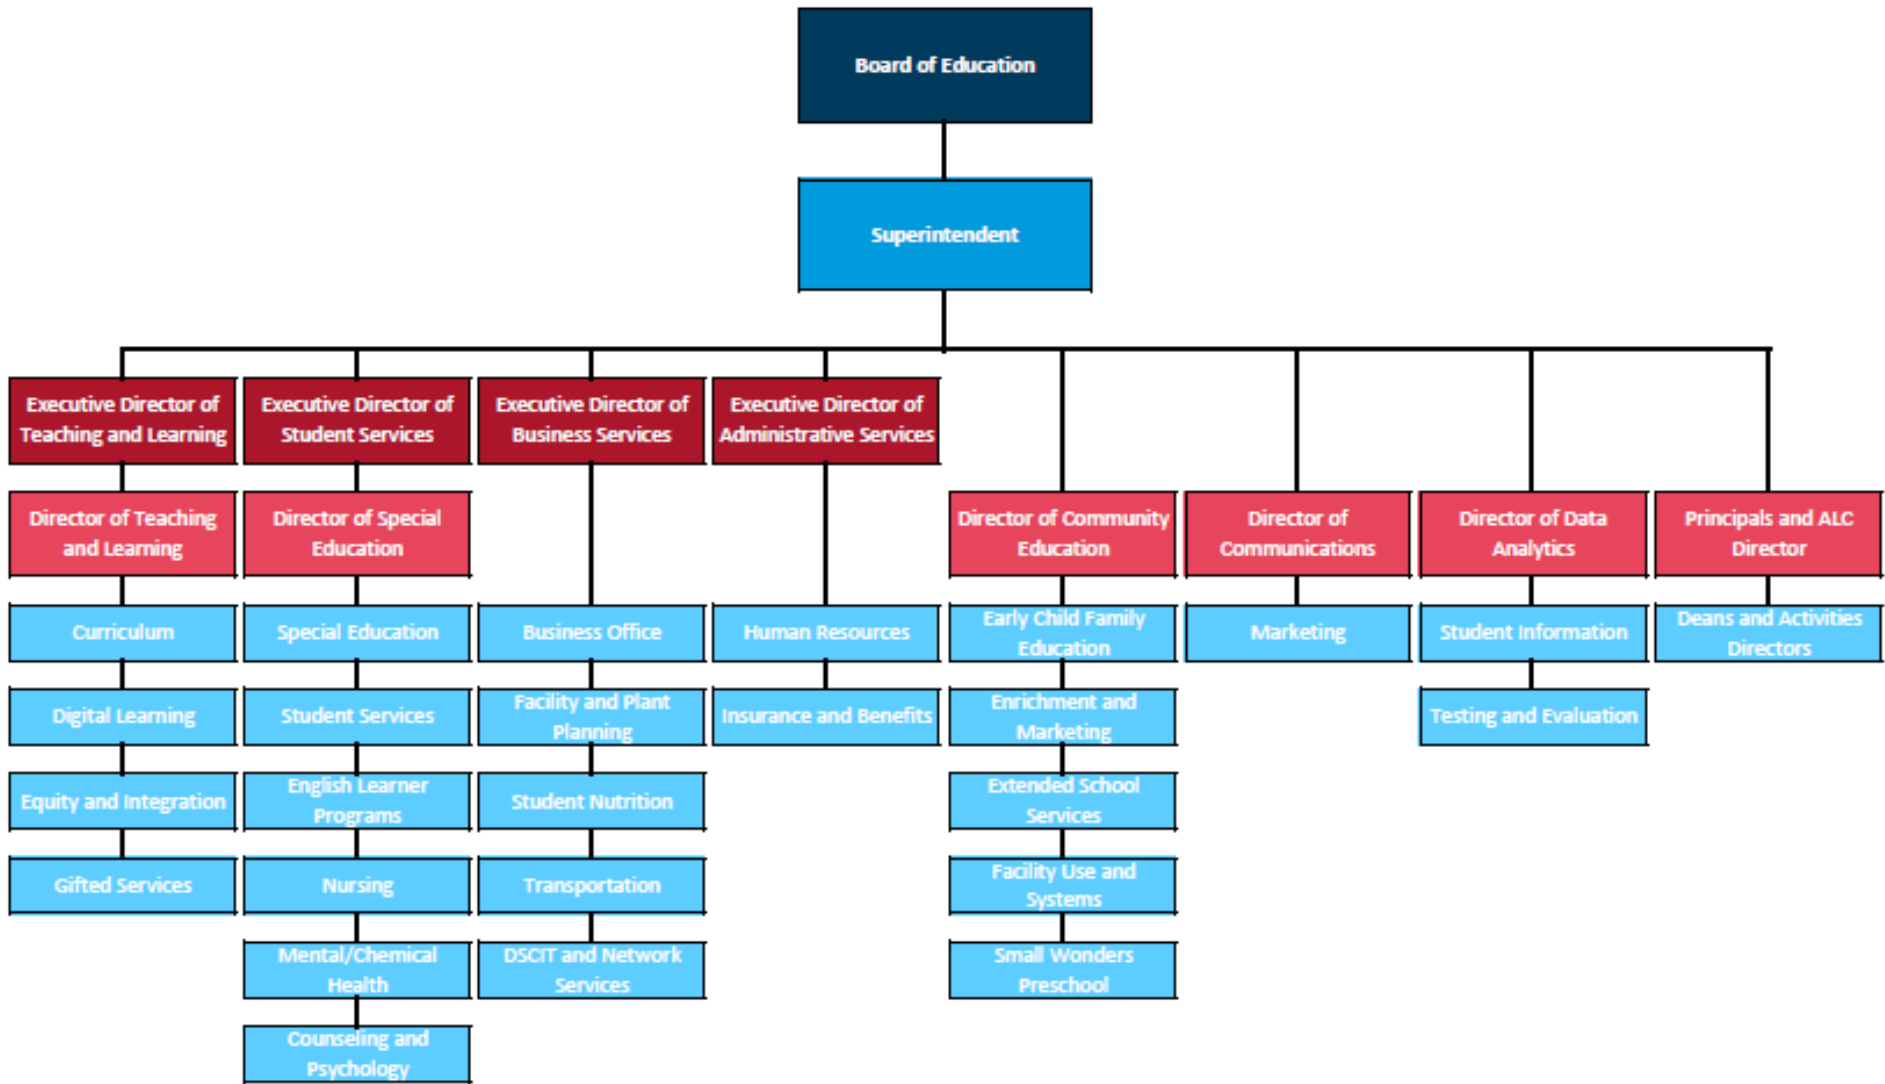 Board of Education
Superintendent
Executive Director of
Teaching and Learning
Executive Director of
Student Services
Executive Director of
Business Services
Executive Director of
Administrative Services
Director of Teaching
and Learning
Director of Special
Education
Director of Community
Education
Director of
Communications
Director of Data
Analytics
Principals and ALC
Director
Curriculum
Special Education
Business Office
Human Resources
Early Child Family
Education
Marketing
Student Information
Deans and Activities
Directors
Digital Learning
Student Services
Facility and Plant
Planning
Insurance and Benefits
Enrichment and
Marketing
Testing and Evaluation
Equity and Integration
English Learner
Programs
Student Nutrition
Extended School
Services
Gifted Services
Nursing
Transportation
Facility Use and
Systems
Mental/Chemical
Health
DSCIT and Network
Services
Small Wonders
Preschool
Counseling and
Psychology